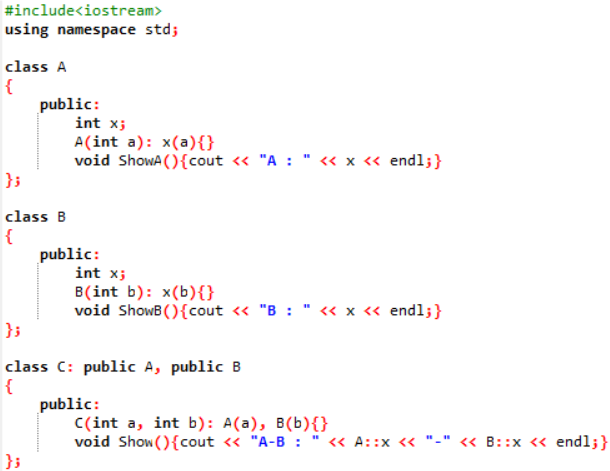 #include<iostream>
using namespace std;
class A
{
public:
int x;
A(int a): x(a){}
void ShowA(){cout << "A : " << x << endl;}
};
class B
{
public:
int x;
B(int b): x(b){}
void ShowB(){cout << "B : " << x << endl;}
};
class C: public A, public B
{
public:
C(int a, int b): A(a), B(b){}
void Show(){cout << "A-B : " << A::x << "-" << B::x << endl;}
};